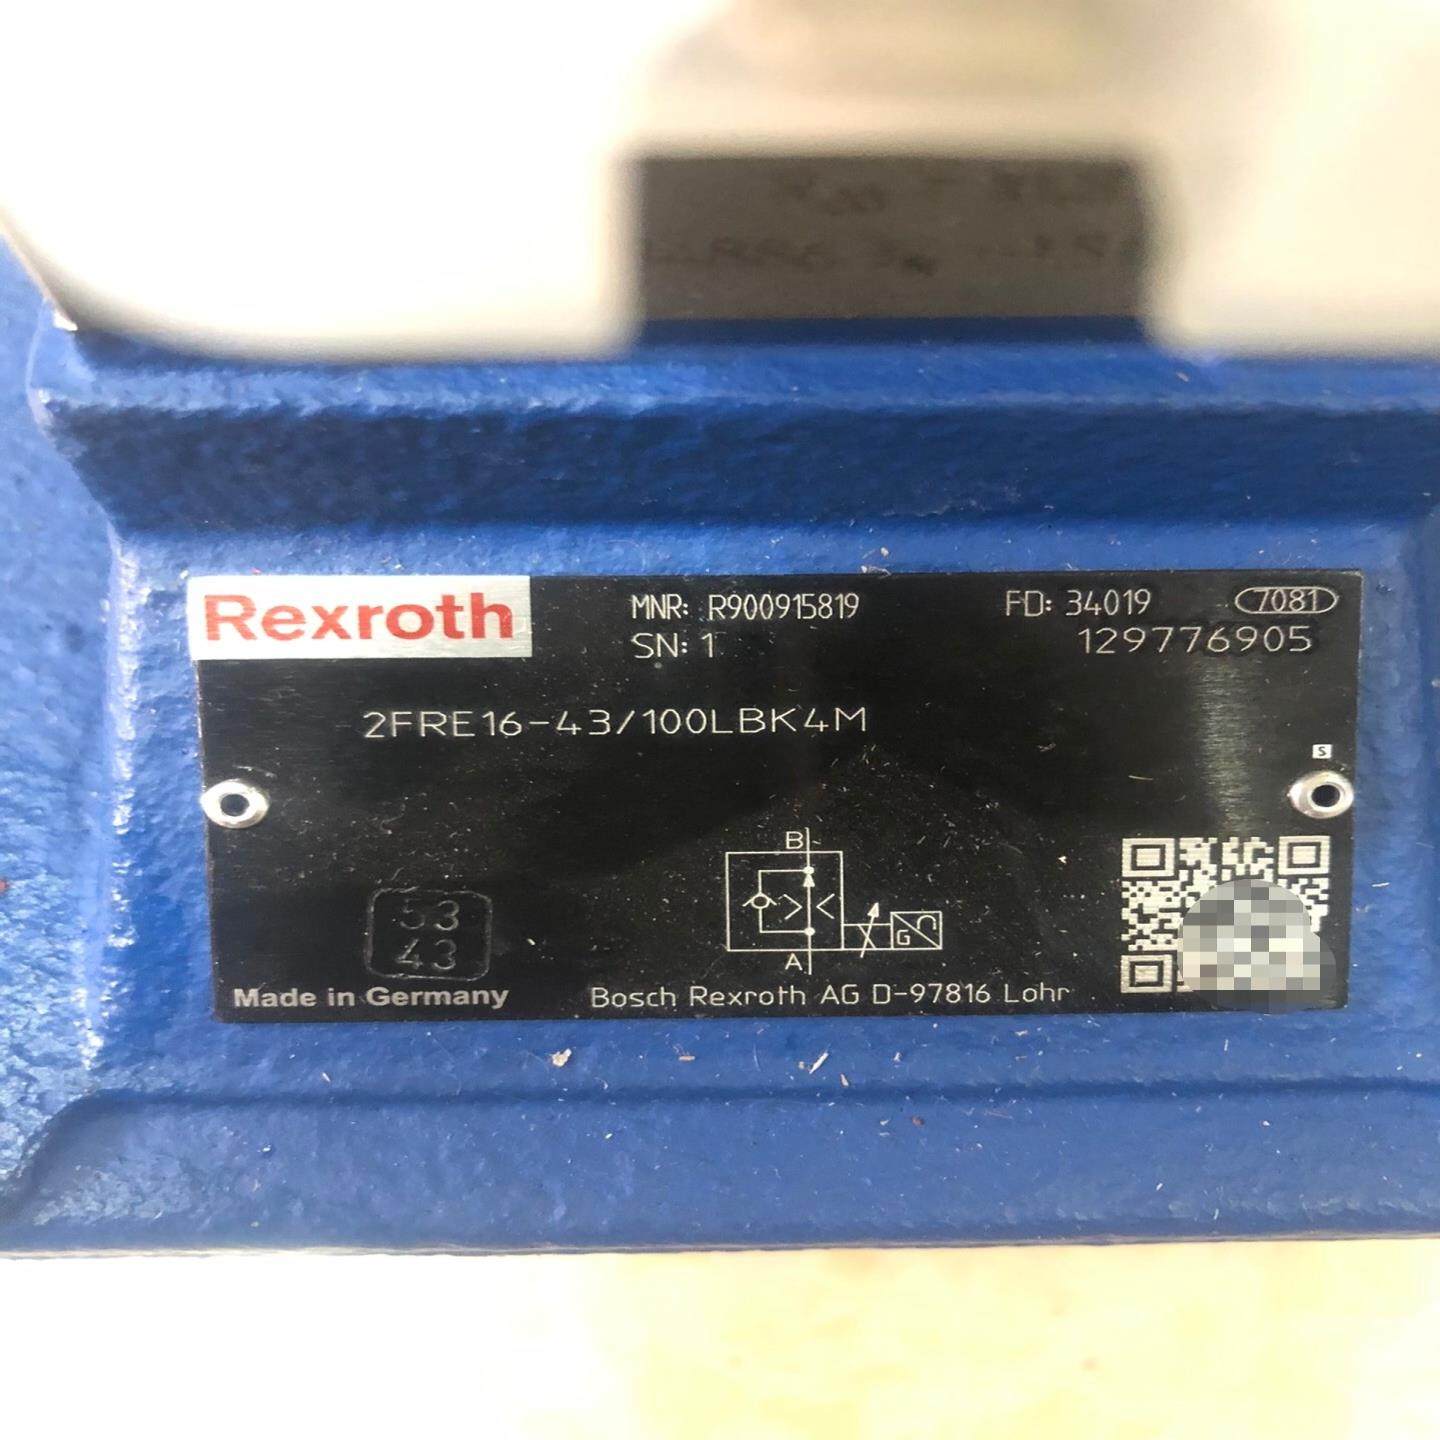 Rexroth
MNR: R900915819
FD: 34019
7081
SN: 1
129776905
2FRE16-43/100LBK4M
S
B
G
A
53
43
Made in Germany
Bosch Rexroth AG D-97816 Lohr